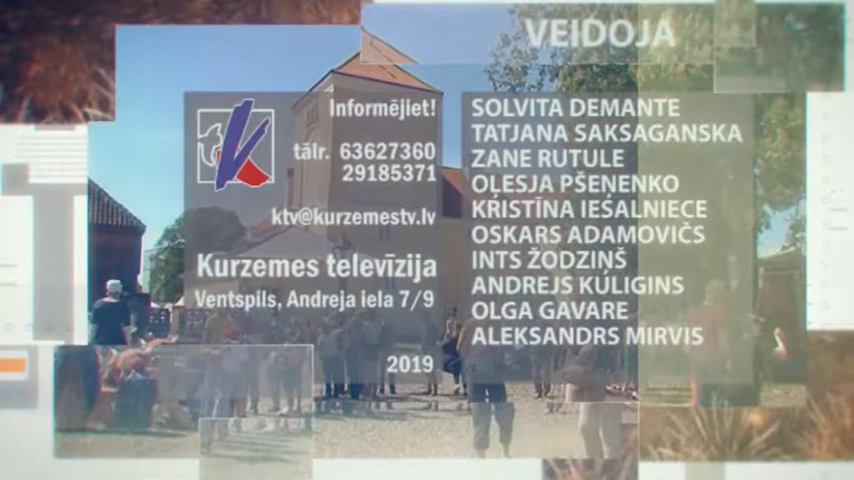 VEIDOJA
Informējiet!
tālr. 63627360
29185371
ktv@kurzemestv.lv
Kurzemes televīzija
Ventspils, Andreja iela 7/9
2019
SOLVITA DEMANTE
TATJANA SAKSAGANSKA
ZANE RUTULE
OĻESJA PŠEŅENKO
KRISTĪNA IESALNIECE
OSKARS ADAMOVIČS
INTS ŽODZIŅŠ
ANDREJS KUĻIGINS
OLGA GAVARE
ALEKSANDRS MIRVIS